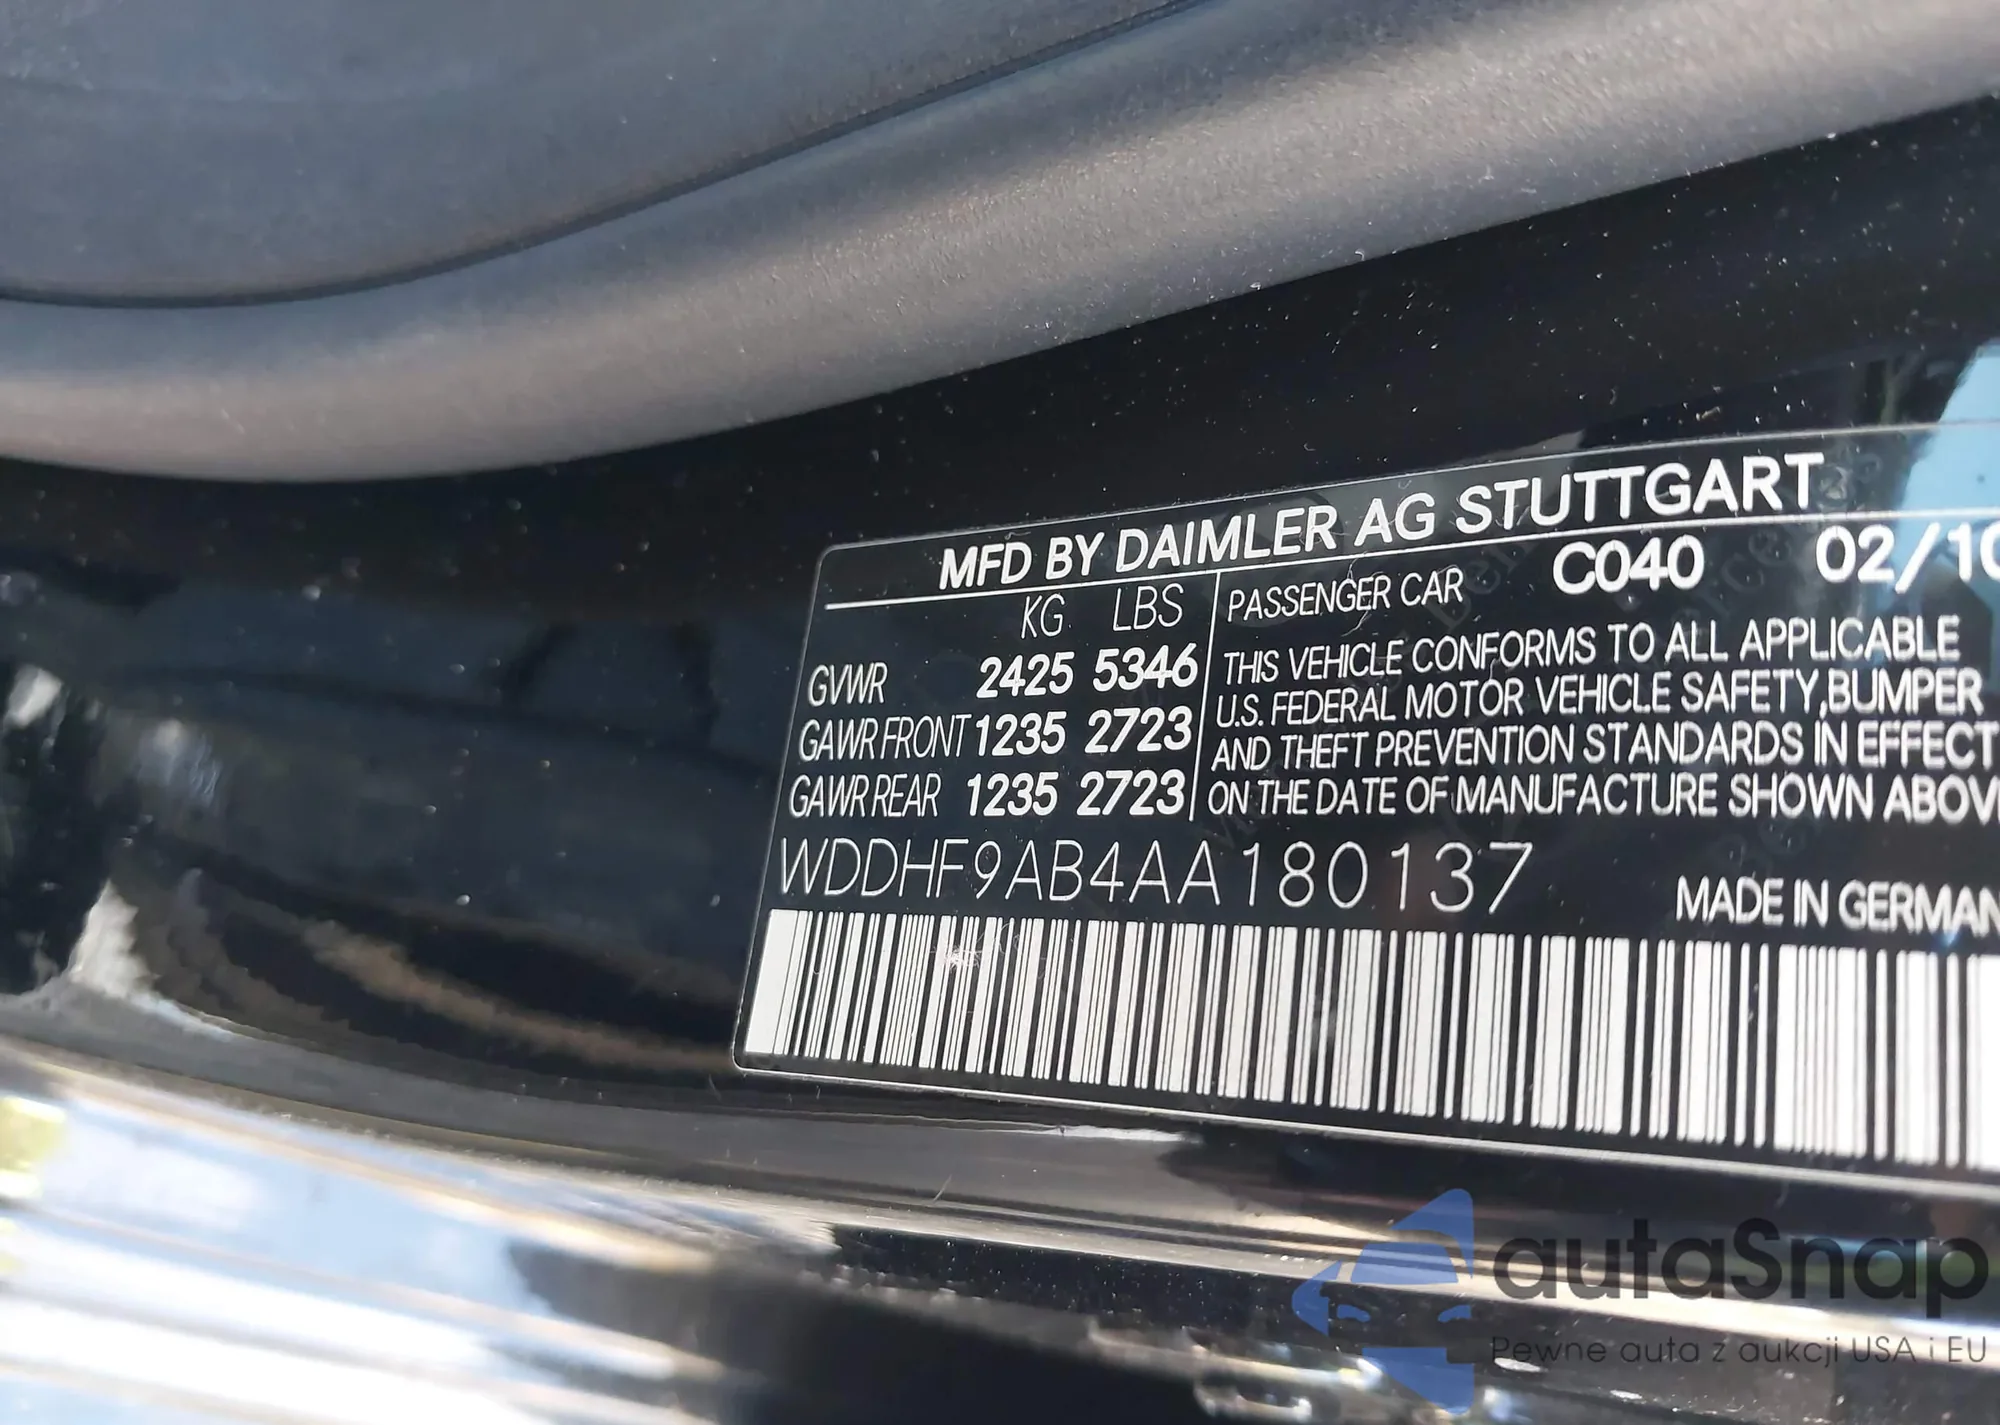 MFD BY DAIMLER AG STUTTGART
KG LBS
PASSENGER CAR C040 02/10
GVWR 2425 5346
GAWR FRONT 1235 2723
GAWR REAR 1235 2723
THIS VEHICLE CONFORMS TO ALL APPLICABLE
U.S. FEDERAL MOTOR VEHICLE SAFETY,BUMPER
AND THEFT PREVENTION STANDARDS IN EFFECT
ON THE DATE OF MANUFACTURE SHOWN
WDDHF9AB4AA180137
MADE IN
autaSnap
Pewne auta z aukcji USA i EU